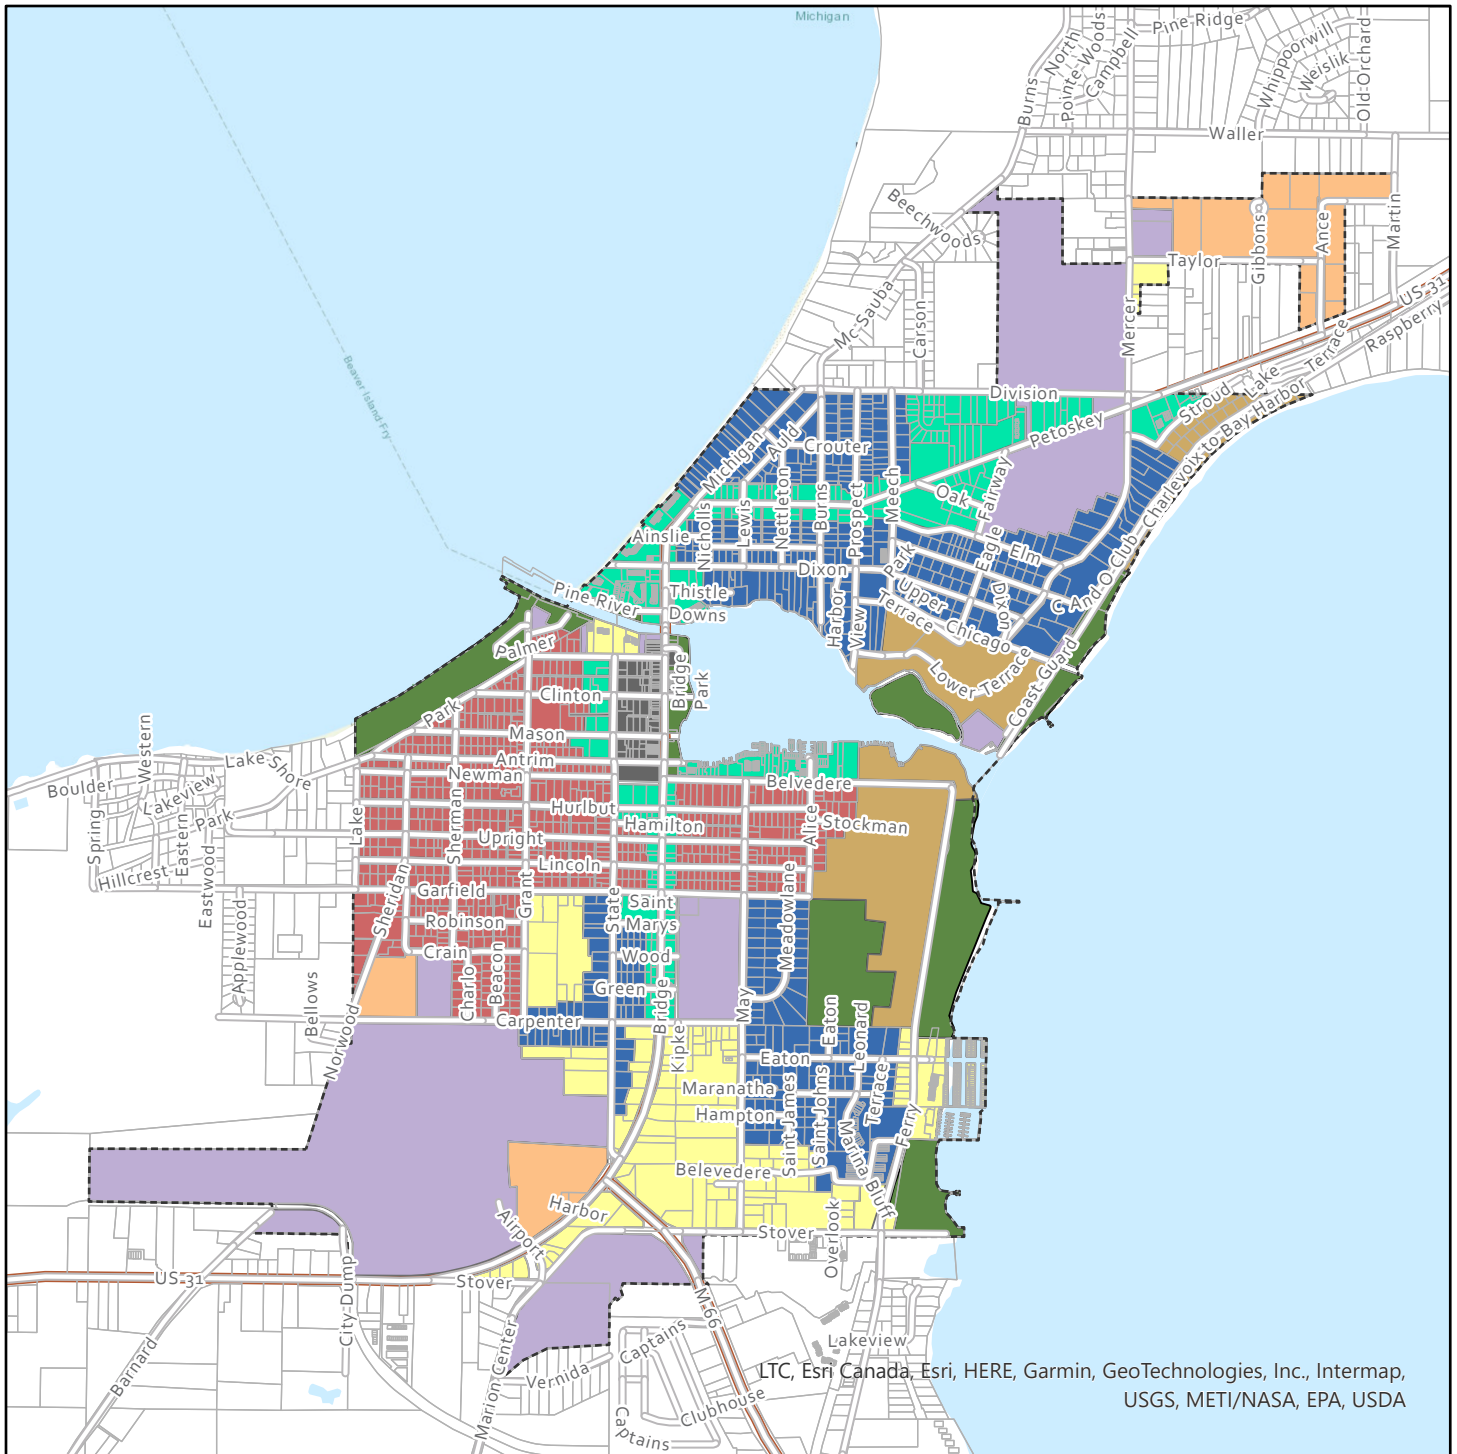 Michigan
Pine Ridge
North
Pointe Woods
Campbell
Whippoorwill
Weislik
Old Orchard
Burns
Waller
Beechwoods
Gibbons
Ance
Martin
Taylor
Mc Sauba
Carson
Mercer
US 31
Raspberry
Beaver Island Fry
Division
Stroud
Lake
Terrace
Charlevoix to Bay Harbor
Petoskey
Michigan
Auld
Crouter
Nicholls
Lewis
Nettleton
Burns
Prospect
Meech
Oak
Fairway
Eagle
Elm
Ainslie
Dixon
Park
Dixon
C And O Club
Pine River
Thistle
Downs
Harbor
View
Upper
Terrace
Chicago
Lower Terrace
Coast Guard
Palmer
Bridge
Park
Clinton
Park
Mason
Antrim
Newman
Belvedere
Western
Lake Shore
Boulder
Lakeview
Park
Spring
Eastern
Eastwood
Hillcrest
Lake
Sherman
Hurlbut
Hamilton
Alice
Stockman
Upright
Lincoln
Garfield
Grant
State
Saint
Marys
Sheridan
Robinson
Crain
Charlo
Beacon
Wood
Green
Meadowlane
May
Applewood
Bellows
Norwood
Carpenter
Bridge
Kipke
Eaton
Leonard
Eaton
Maranatha
Hampton
Saint James
Saint Johns
Terrace
Ferry
Marina
Bluff
Belevedere
Harbor
Airport
Stover
Overlook
US 31
Stover
City Dump
M-66
Barnard
Marion Center
Vernida
Captains
Captains
Clubhouse
Lakeview
LTC, Esri Canada, Esri, HERE, Garmin, GeoTechnologies, Inc., Intermap,
USGS, METI/NASA, EPA, USDA